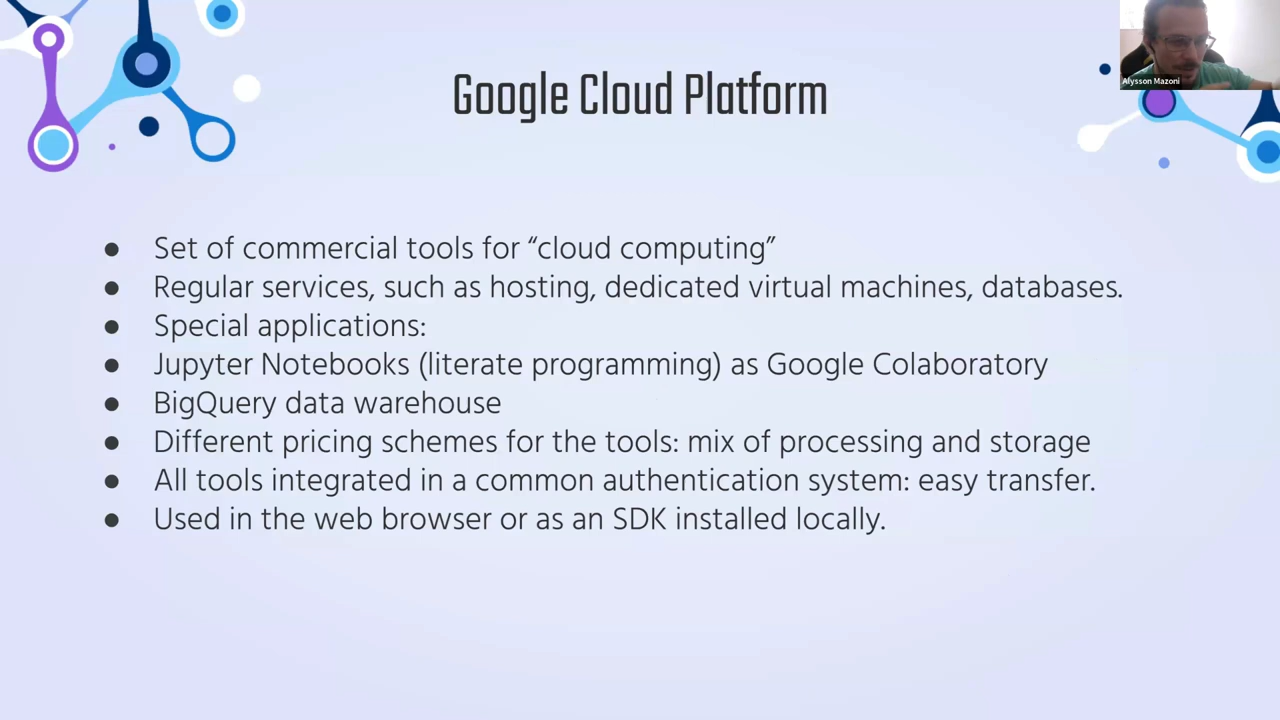 Google Cloud Platform
Alysson Mazoni
● Set of commercial tools for “cloud computing”
● Regular services, such as hosting, dedicated virtual machines, databases.
● Special applications:
● Jupyter Notebooks (literate programming) as Google Colaboratory
● BigQuery data warehouse
● Different pricing schemes for the tools: mix of processing and storage
● All tools integrated in a common authentication system: easy transfer.
● Used in the web browser or as an SDK installed locally.